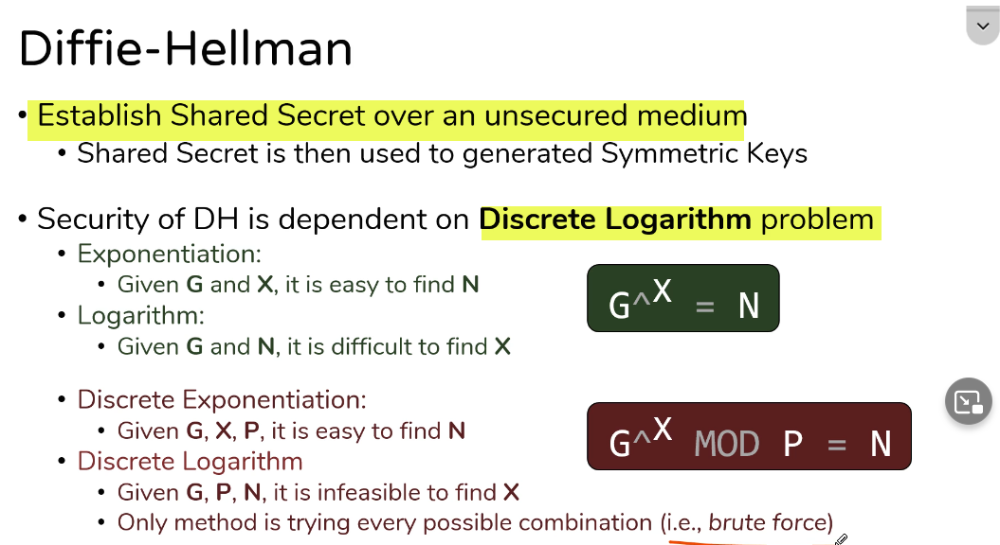 Diffie-Hellman
• Establish Shared Secret over an unsecured medium
• Shared Secret is then used to generated Symmetric Keys
• Security of DH is dependent on Discrete Logarithm problem
• Exponentiation:
• Given G and X, it is easy to find N
• Logarithm:
• Given G and N, it is difficult to find X
G^X = N
• Discrete Exponentiation:
• Given G, X, P, it is easy to find N
• Discrete Logarithm
• Given G, P, N, it is infeasible to find X
• Only method is trying every possible combination (i.e., brute force)
G^X MOD P = N